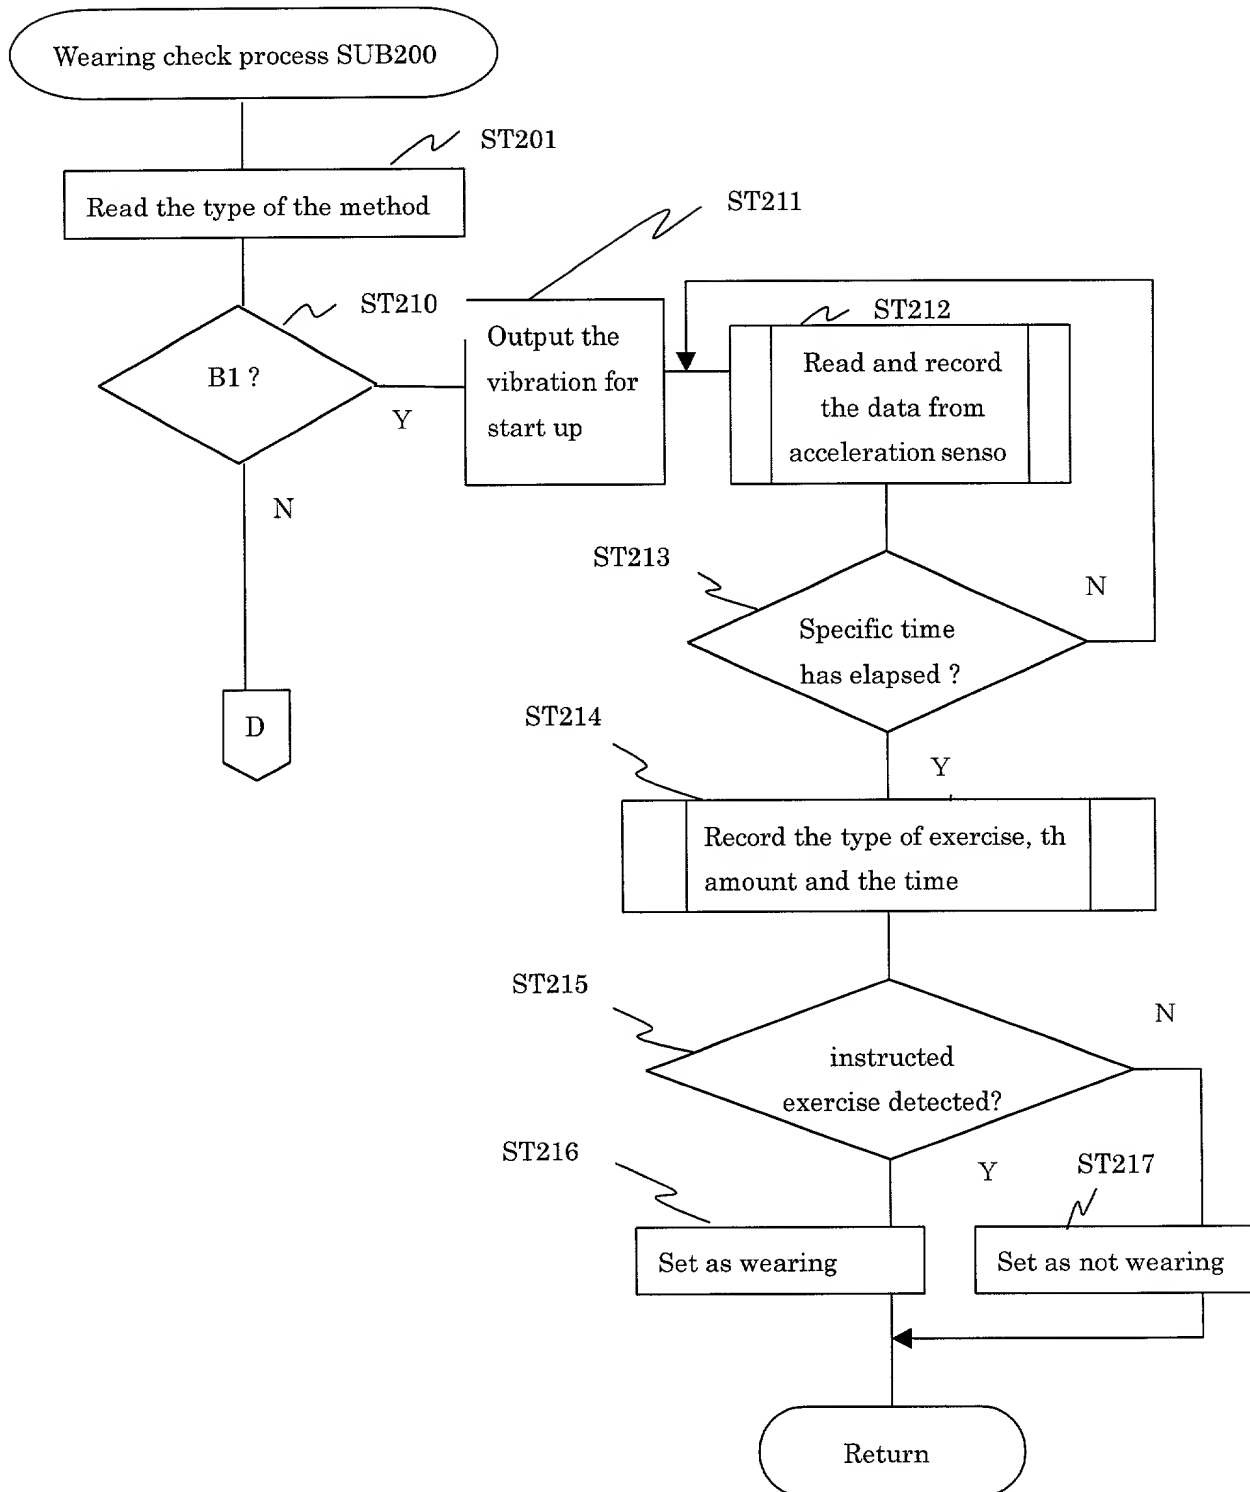 Wearing check process SUB200
ST201
Read the type of the method
ST211
ST210
ST212
Output the
vibration for
start up
Read and record
the data from
acceleration senso
B1 ?
Y
N
ST213
N
Specific time
has elapsed ?
D
ST214
Y
Record the type of exercise, th
amount and the time
ST215
N
instructed
exercise detected?
ST216
Y
ST217
Set as wearing
Set as not wearing
Return